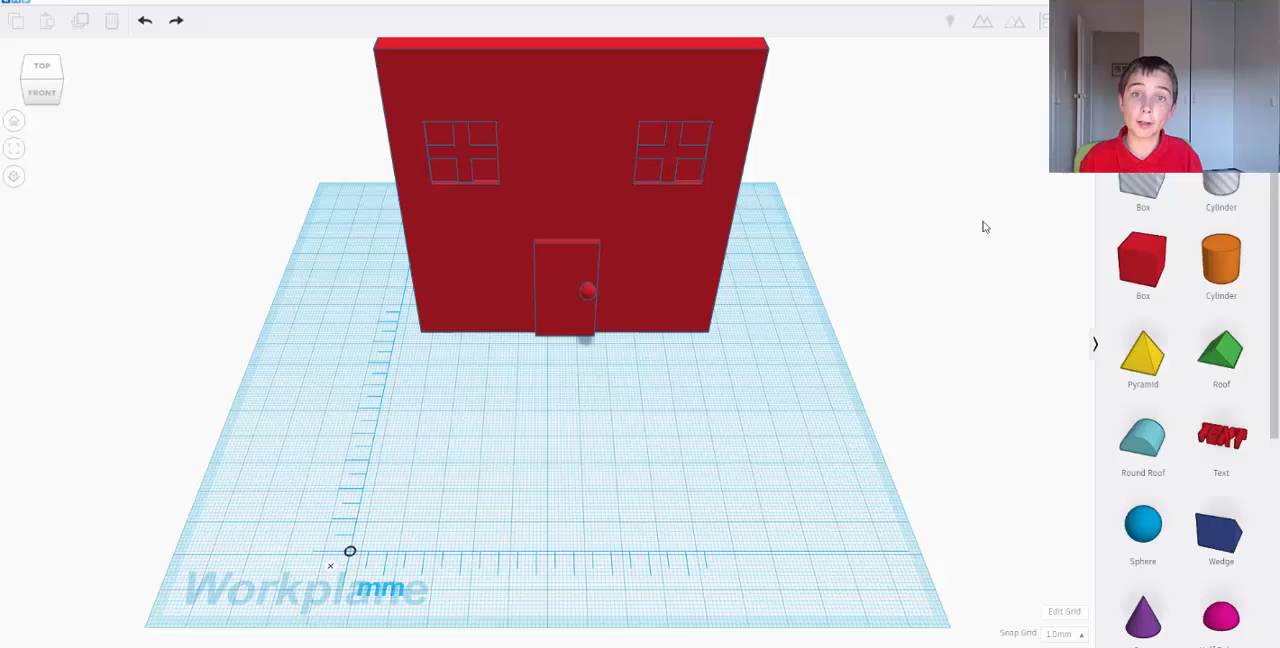 TOP
FRONT
Box
Cylinder
Box
Cylinder
Pyramid
Roof
Round Roof
Text
Sphere
Wedge
Workplane
mm
Edit Grid
Snap Grid 1.0mm